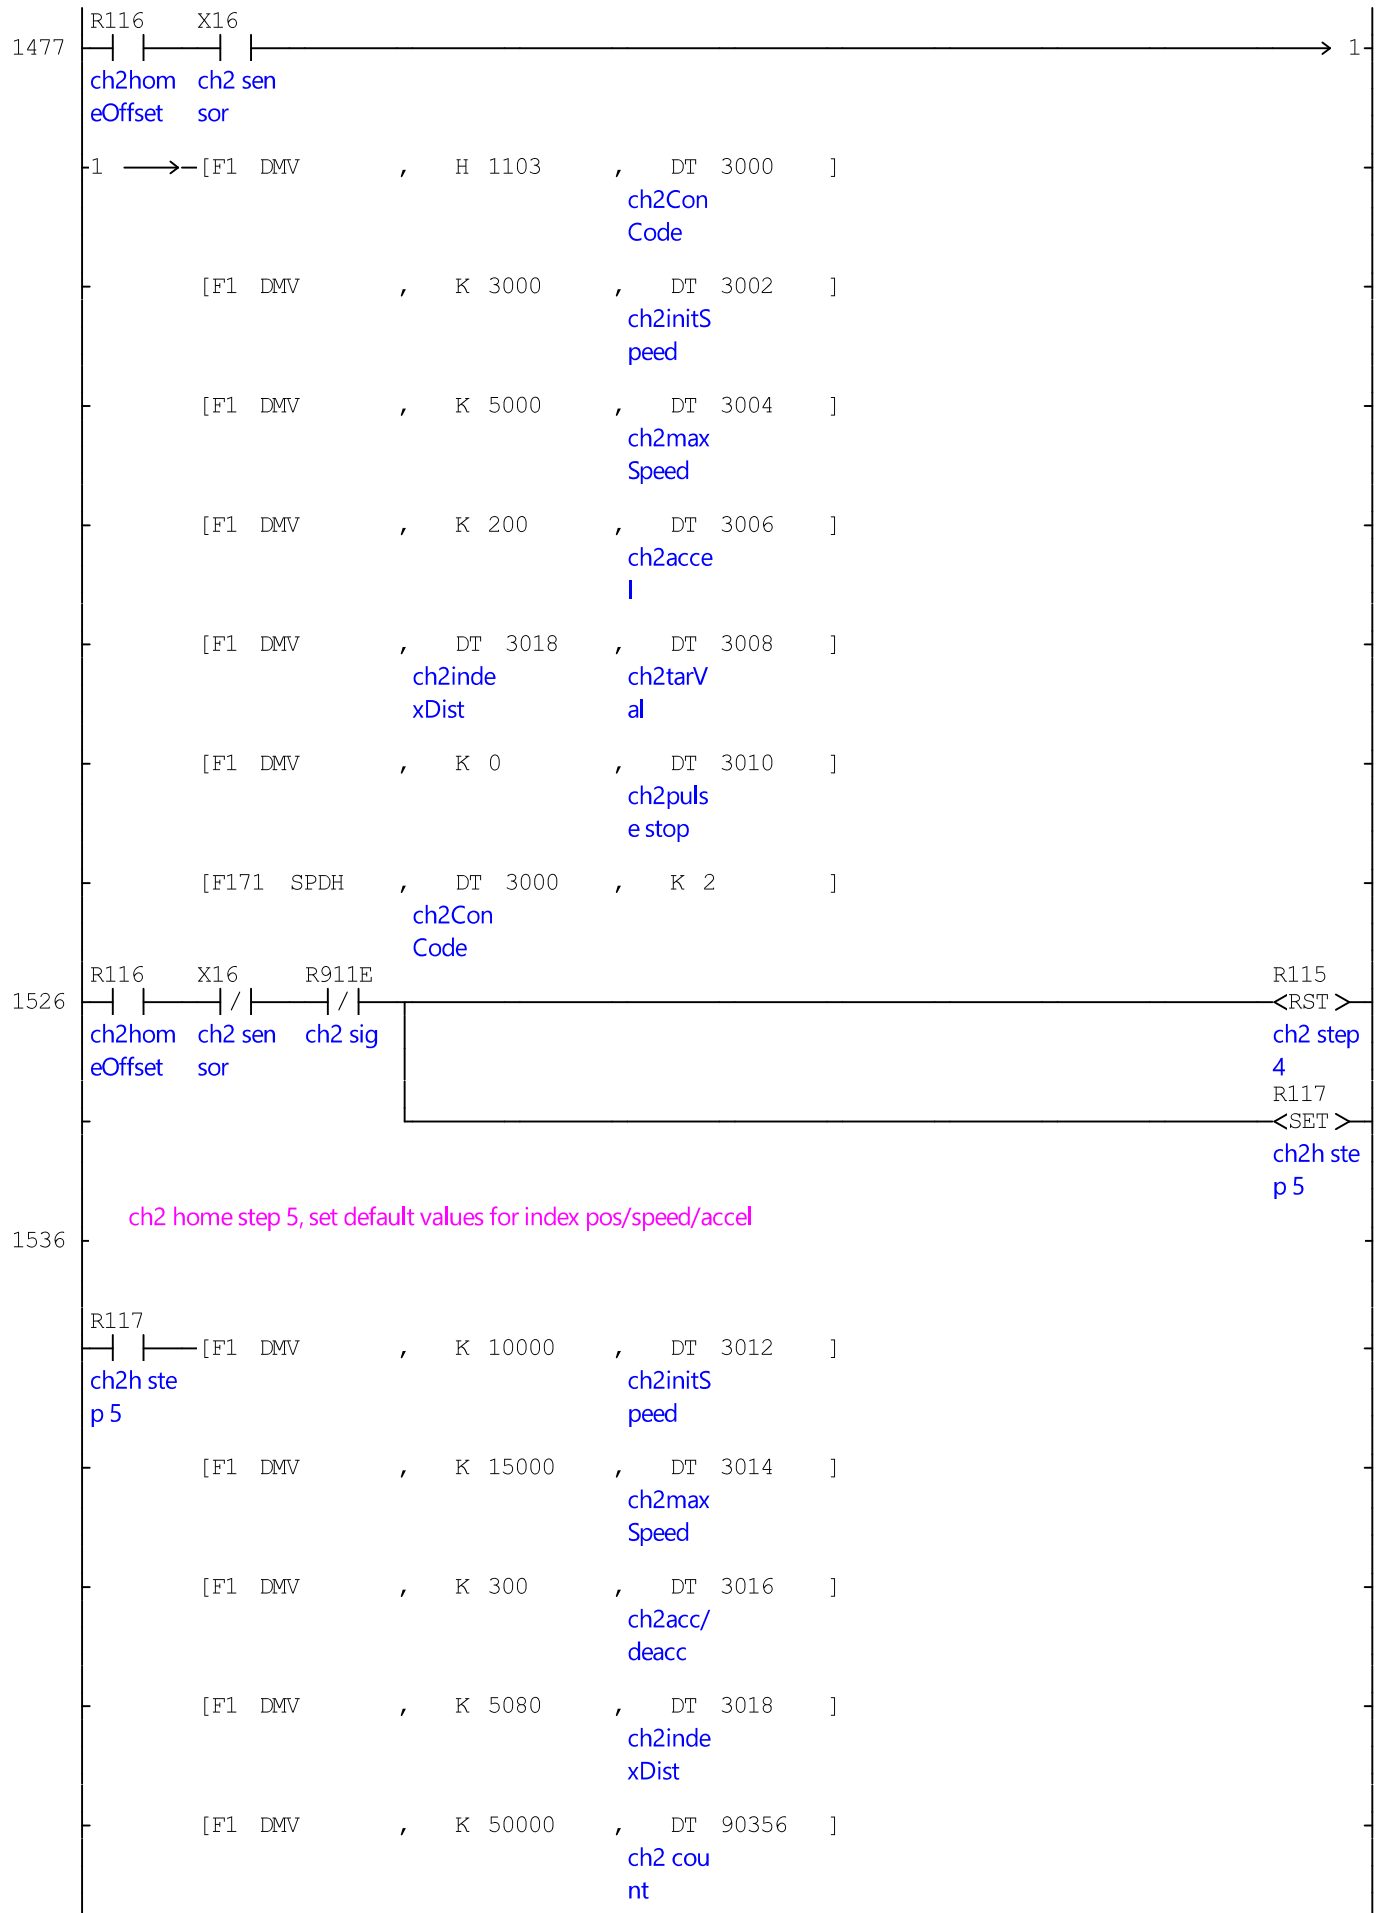 R116 X16
1477 1
ch2hom ch2 sen
eOffset sor
1 [F1 DMV , H 1103 , DT 3000 ]
ch2Con
Code
[F1 DMV , K 3000 , DT 3002 ]
ch2initS
peed
[F1 DMV , K 5000 , DT 3004 ]
ch2max
Speed
[F1 DMV , K 200 , DT 3006 ]
ch2acce
l
[F1 DMV , DT 3018 , DT 3008 ]
ch2inde ch2tarV
xDist al
[F1 DMV , K 0 , DT 3010 ]
ch2puls
e stop
[F171 SPDH , DT 3000 , K 2 ]
ch2Con
Code
R116 X16 R911E R115
1526 / / <RST>
ch2hom ch2 sen ch2 sig ch2 step
eOffset sor 4
R117
<SET>
ch2h ste
p 5
ch2 home step 5, set default values for index pos/speed/accel
1536
R117
[F1 DMV , K 10000 , DT 3012 ]
ch2h ste ch2initS
p 5 peed
[F1 DMV , K 15000 , DT 3014 ]
ch2max
Speed
[F1 DMV , K 300 , DT 3016 ]
ch2acc/
deacc
[F1 DMV , K 5080 , DT 3018 ]
ch2inde
xDist
[F1 DMV , K 50000 , DT 90356 ]
ch2 cou
nt